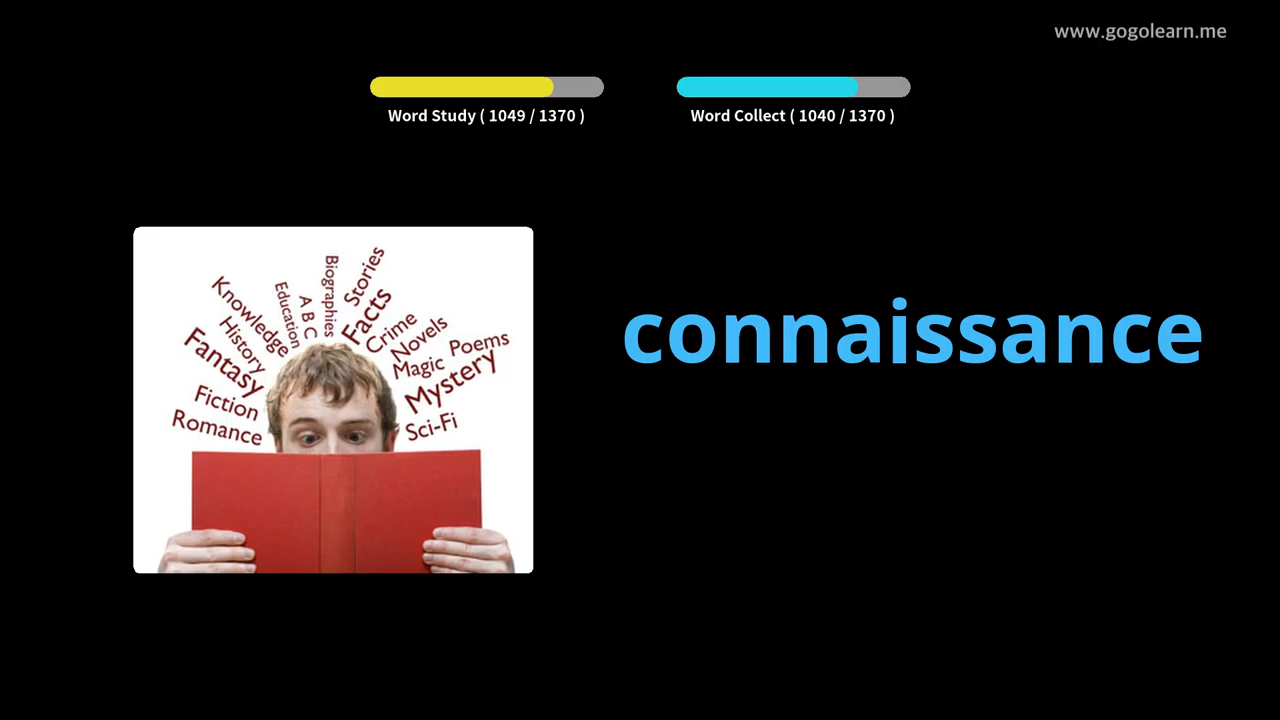 www.gogolearn.me
Word Study ( 1049 / 1370 )
Word Collect ( 1040 / 1370 )
connaissance
Biographies
Stories
Education
A B C
Facts
Knowledge
Crime
History
Novels
Fantasy
Magic
Poems
Mystery
Fiction
Sci-Fi
Romance